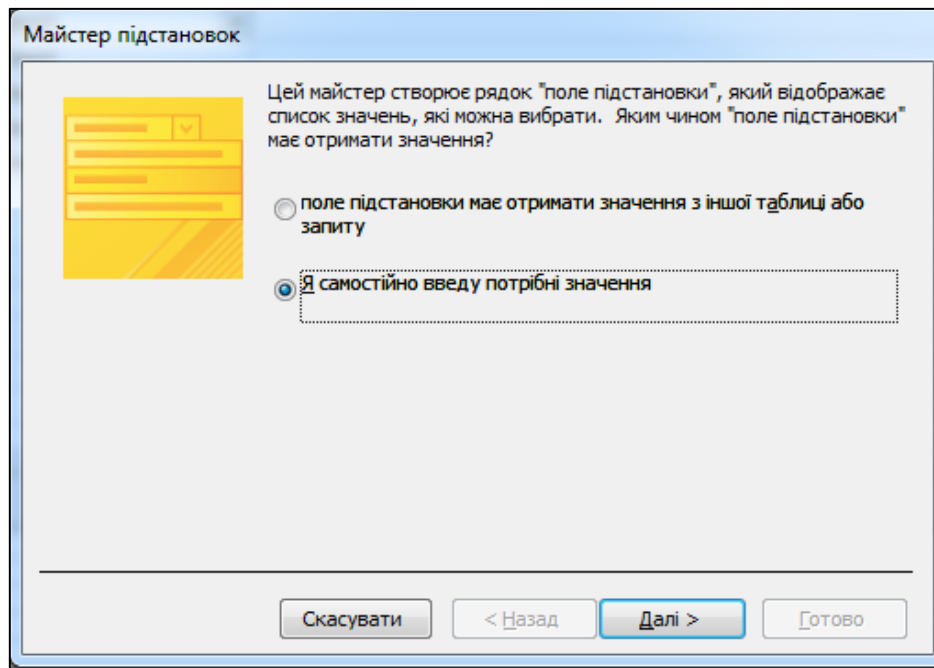 Майстер підстановок
Цей майстер створює рядок "поле підстановки", який відображає
список значень, які можна вибрати. Яким чином "поле підстановки"
має отримати значення?
поле підстановки має отримати значення з іншої таблиці або
запиту
Я самостійно введу потрібні значення
Скасувати
< Назад
Далі >
Готово